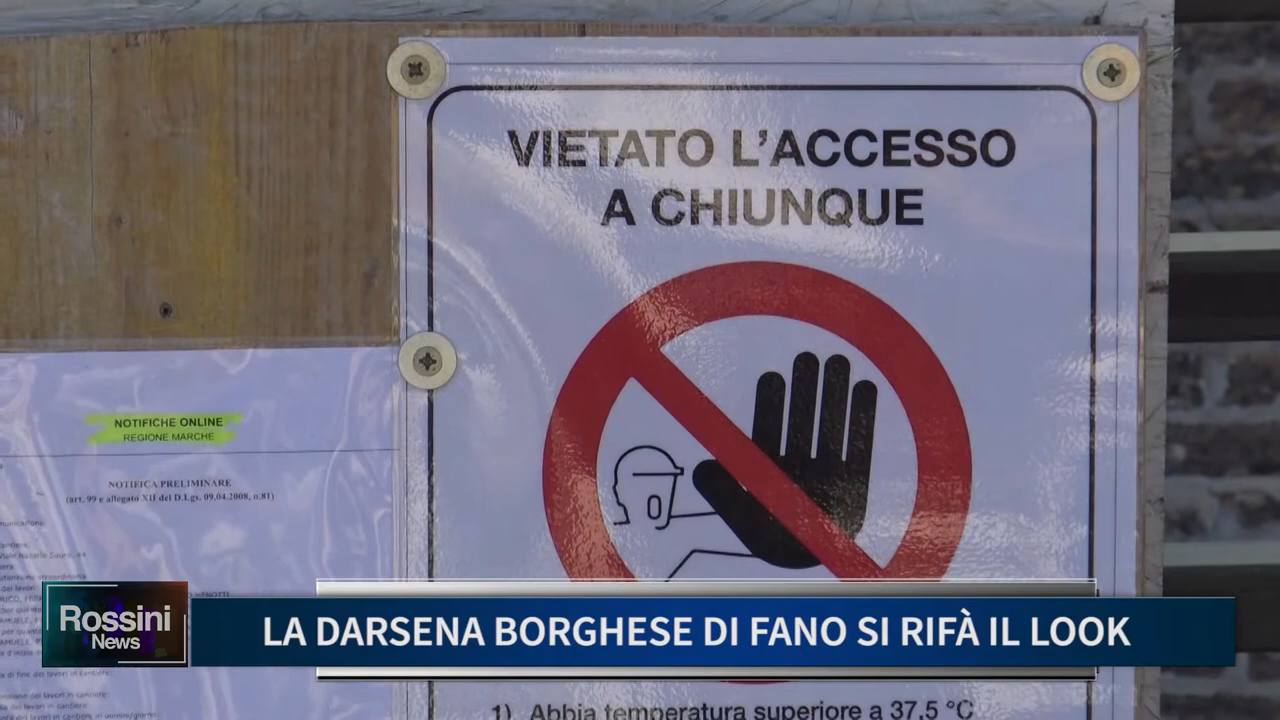 VIETATO L'ACCESSO
A CHIUNQUE
NOTIFICHE ONLINE
REGIONE MARCHE
NOTIFICA PRELIMINARE
(art. 99 e allegato XII del D.Lgs. 09.04.2008, n.81)
Rossini
News
LA DARSENA BORGHESE DI FANO SI RIFÀ IL LOOK
1) Abbia temperatura superiore a 37,5 °C